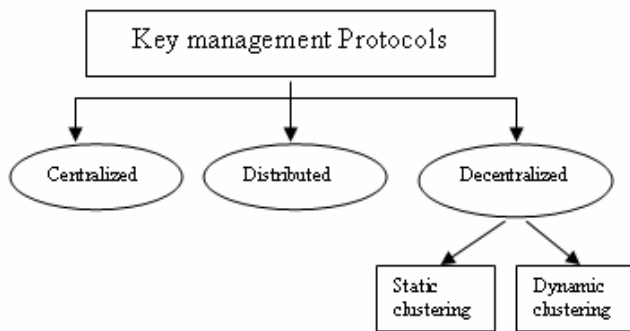 Key management Protocols
Centralized
Distributed
Decentralized
Static
clustering
Dynamic
clustering